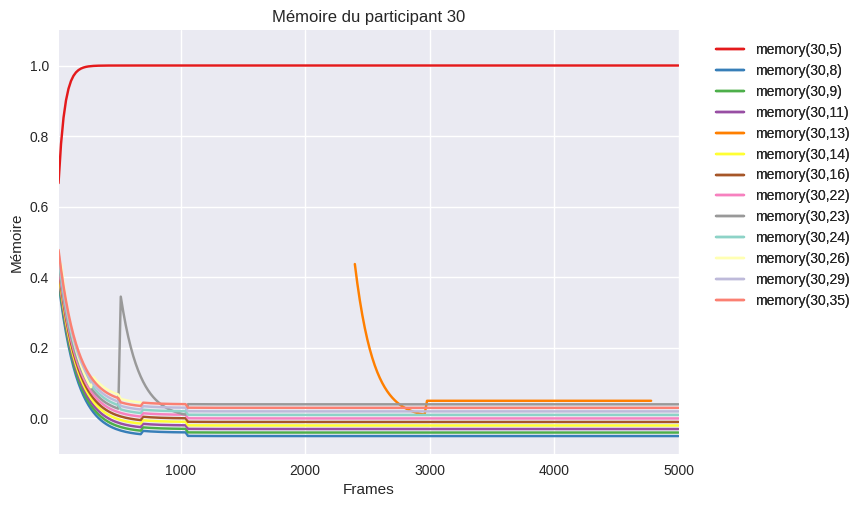 Mémoire du participant 30
1.0
0.8
0.6
0.4
0.2
0.0
Mémoire
1000
2000
3000
4000
5000
Frames
memory(30,5)
memory(30,8)
memory(30,9)
memory(30,11)
memory(30,13)
memory(30,14)
memory(30,16)
memory(30,22)
memory(30,23)
memory(30,24)
memory(30,26)
memory(30,29)
memory(30,35)